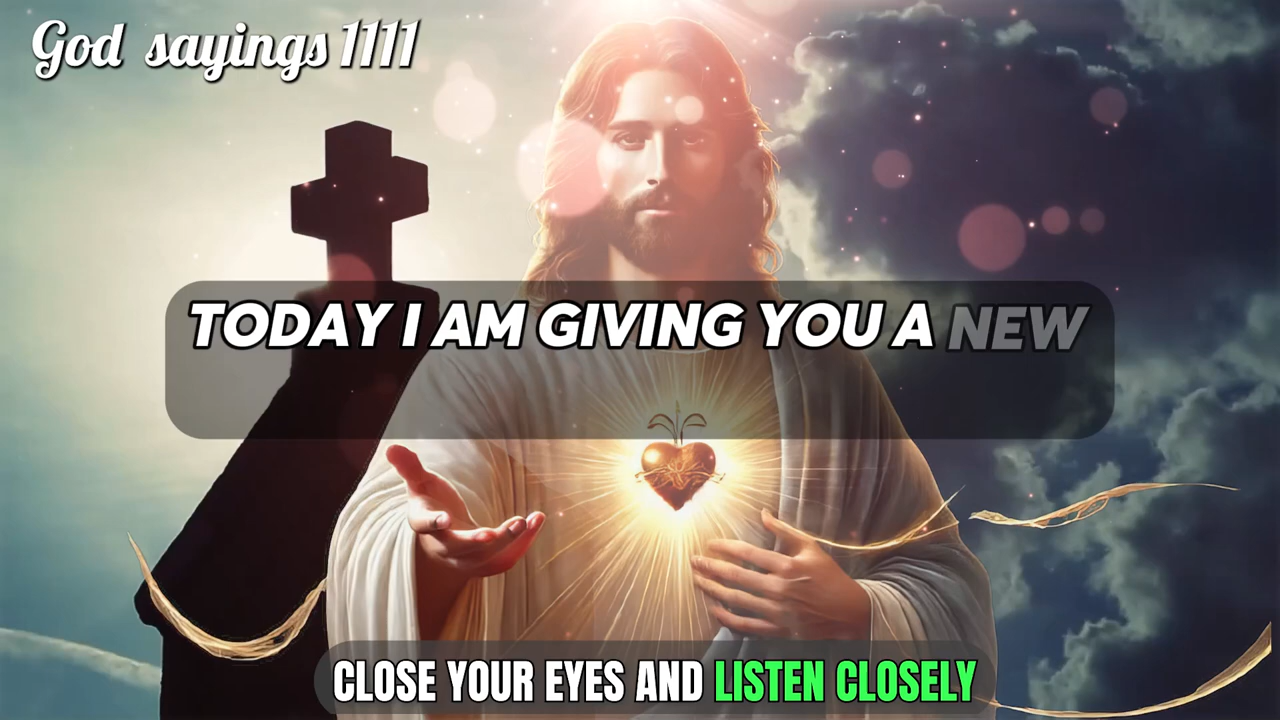 God sayings 1111
TODAY I AM GIVING YOU A NEW
CLOSE YOUR EYES AND LISTEN CLOSELY